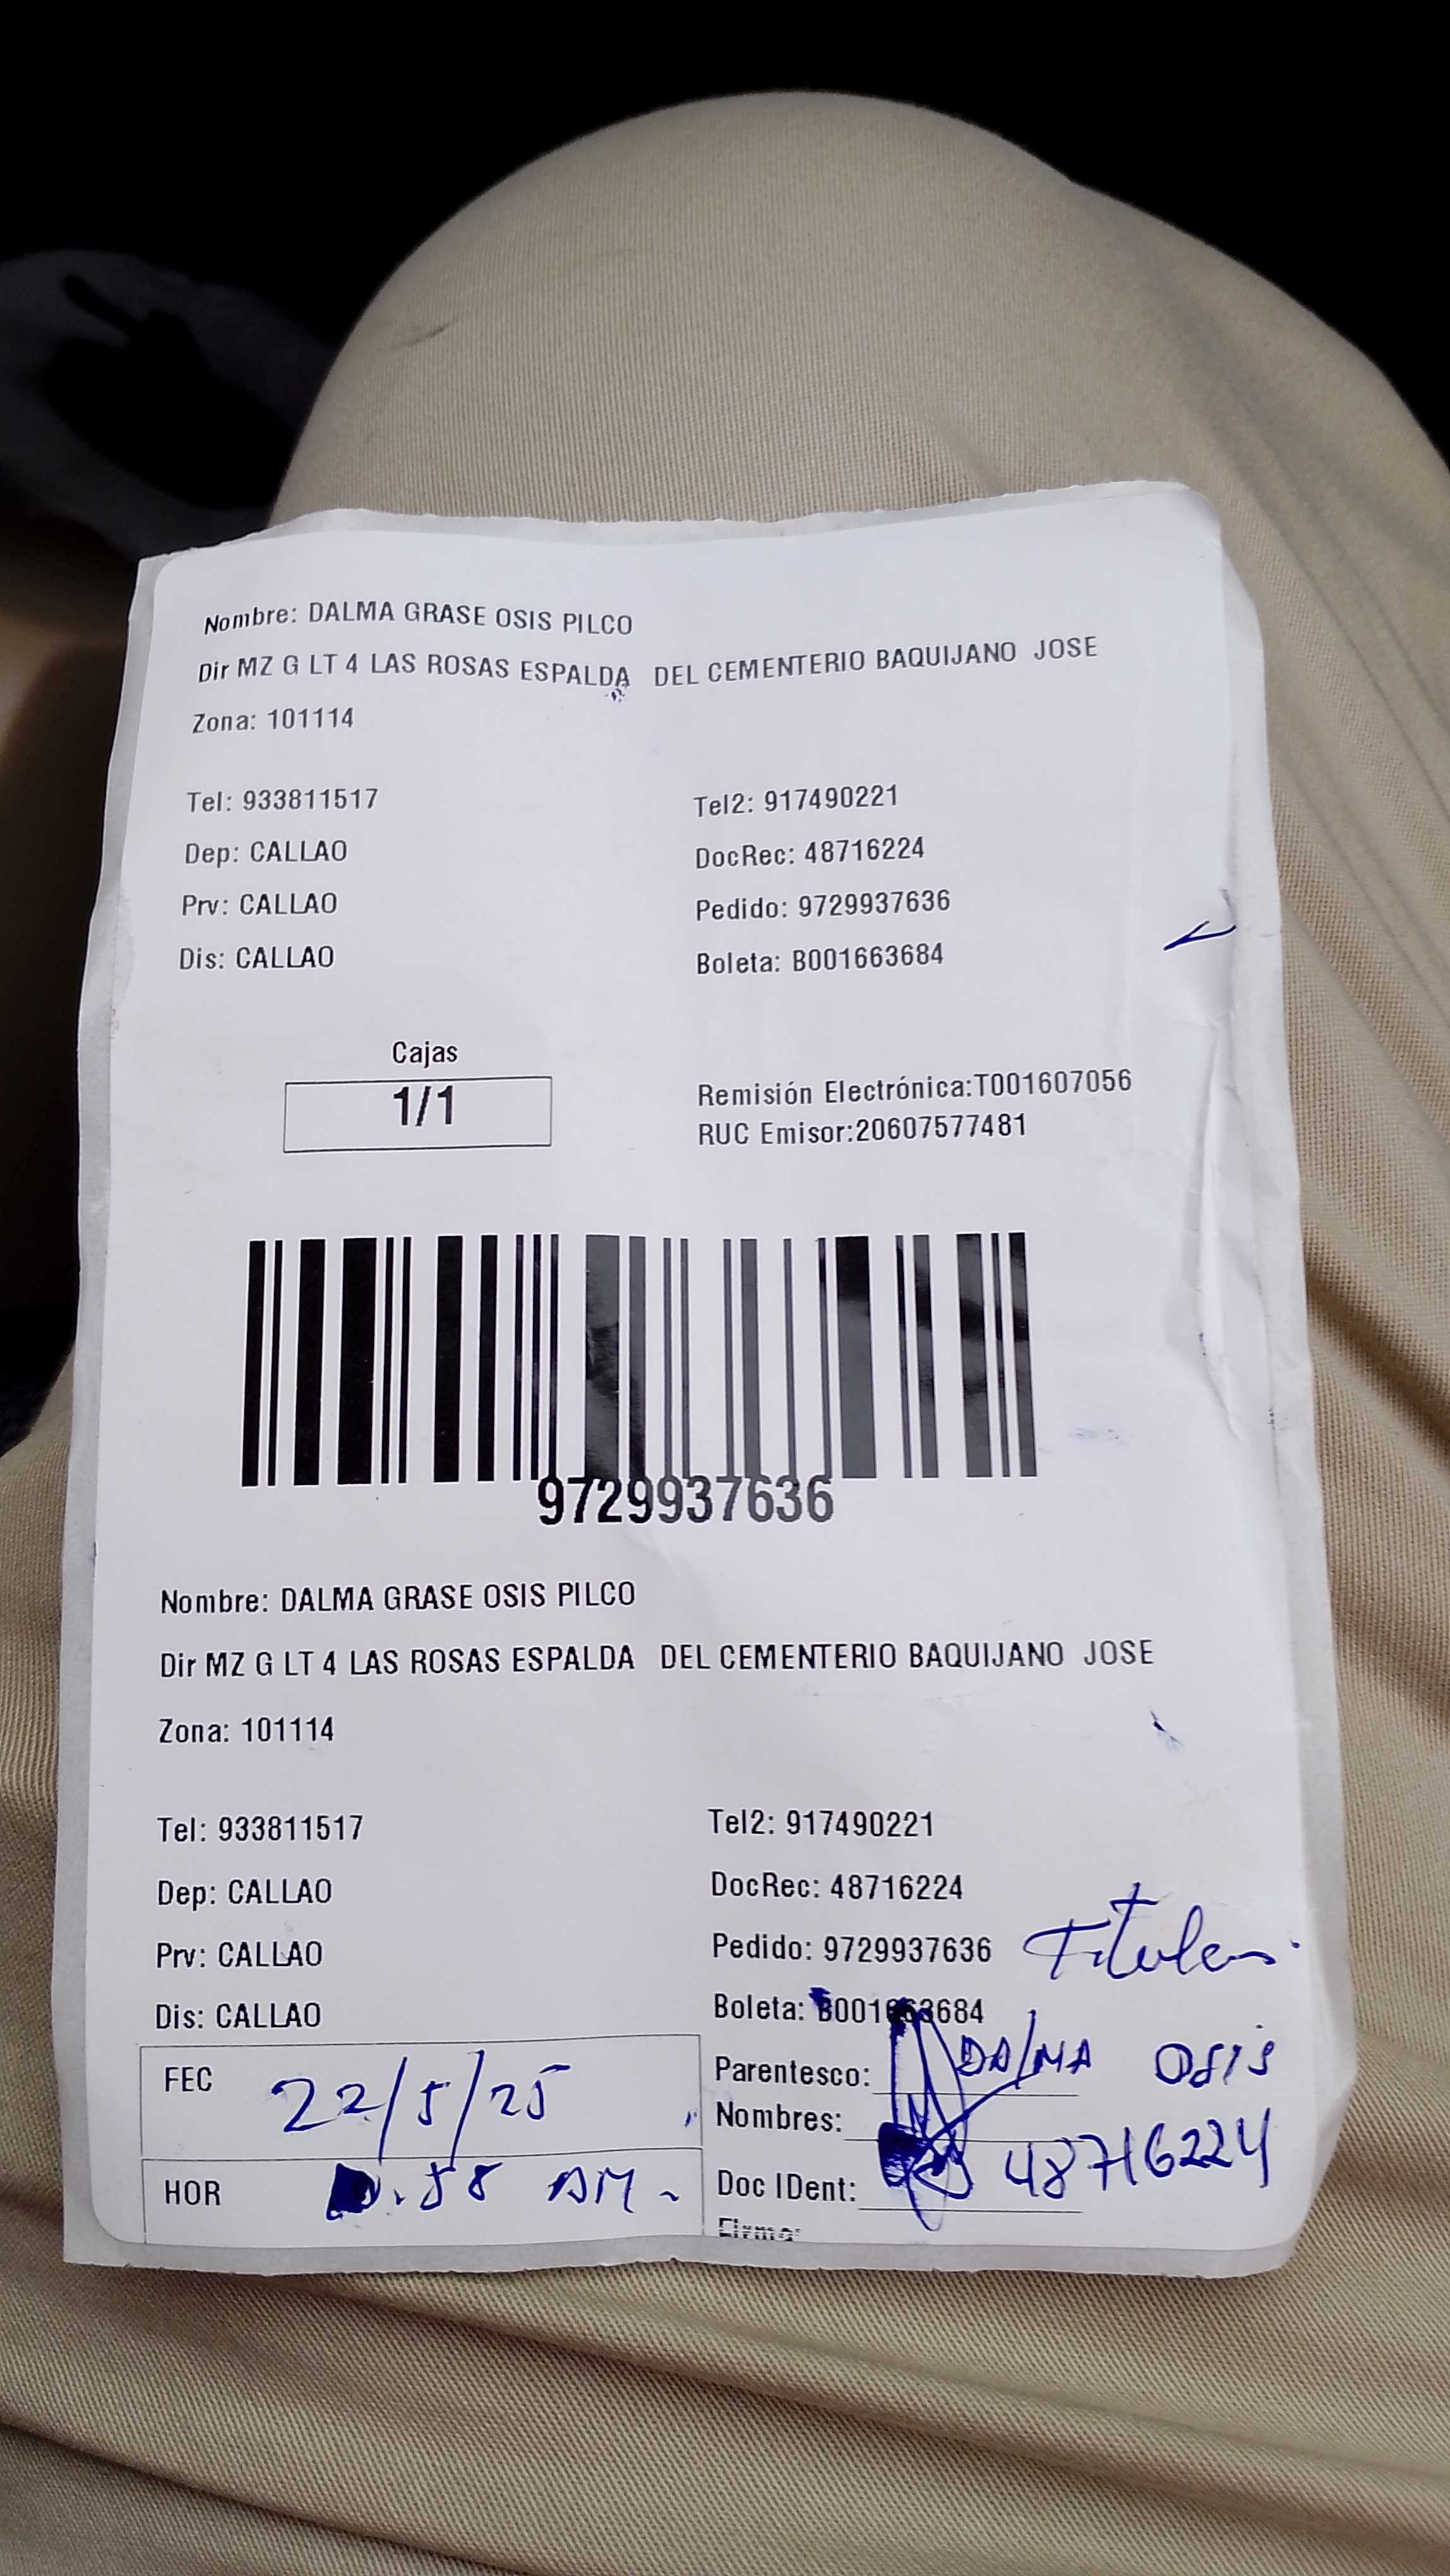 Nombre: DALMA GRASE OSIS PILCO
Dir MZ G LT 4 LAS ROSAS ESPALDA DEL CEMENTERIO BAQUIJANO JOSE
Zona: 101114
Tel: 933811517 Tel2: 917490221
Dep: CALLAO DocRec: 48716224
Prv: CALLAO Pedido: 9729937636
Dis: CALLAO Boleta: B001663684
Cajas
1/1
Remisión Electrónica:T001607056
RUC Emisor:20607577481
9729937636
Nombre: DALMA GRASE OSIS PILCO
Dir MZ G LT 4 LAS ROSAS ESPALDA DEL CEMENTERIO BAQUIJANO JOSE
Zona: 101114
Tel: 933811517 Tel2: 917490221
Dep: CALLAO DocRec: 48716224
Prv: CALLAO Pedido: 9729937636 Titular
Dis: CALLAO Boleta: B001663684
FEC 22/5/25 Parentesco: DALMA OSIS
Nombres:
HOR .58 AM. Doc IDent: 48716224
Firma: